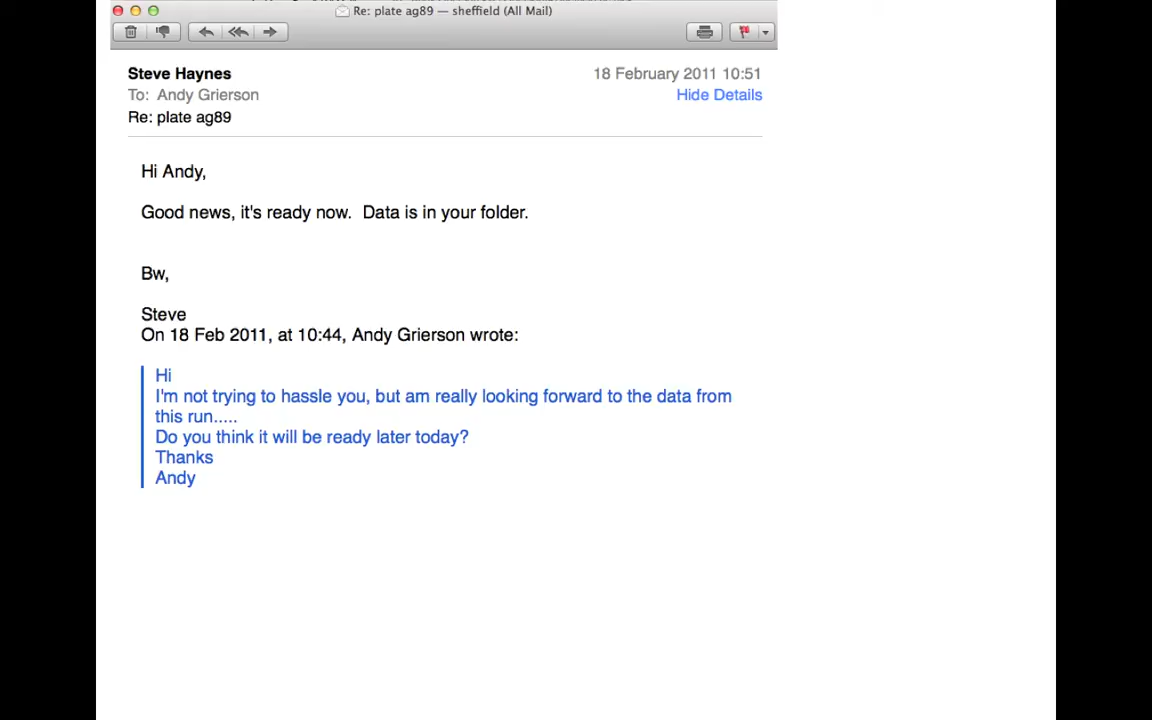 Re: plate ag89 — sheffield (All Mail)
Steve Haynes
18 February 2011 10:51
To: Andy Grierson
Hide Details
Re: plate ag89
Hi Andy,
Good news, it's ready now.  Data is in your folder.
Bw,
Steve
On 18 Feb 2011, at 10:44, Andy Grierson wrote:
Hi
I'm not trying to hassle you, but am really looking forward to the data from
this run.....
Do you think it will be ready later today?
Thanks
Andy